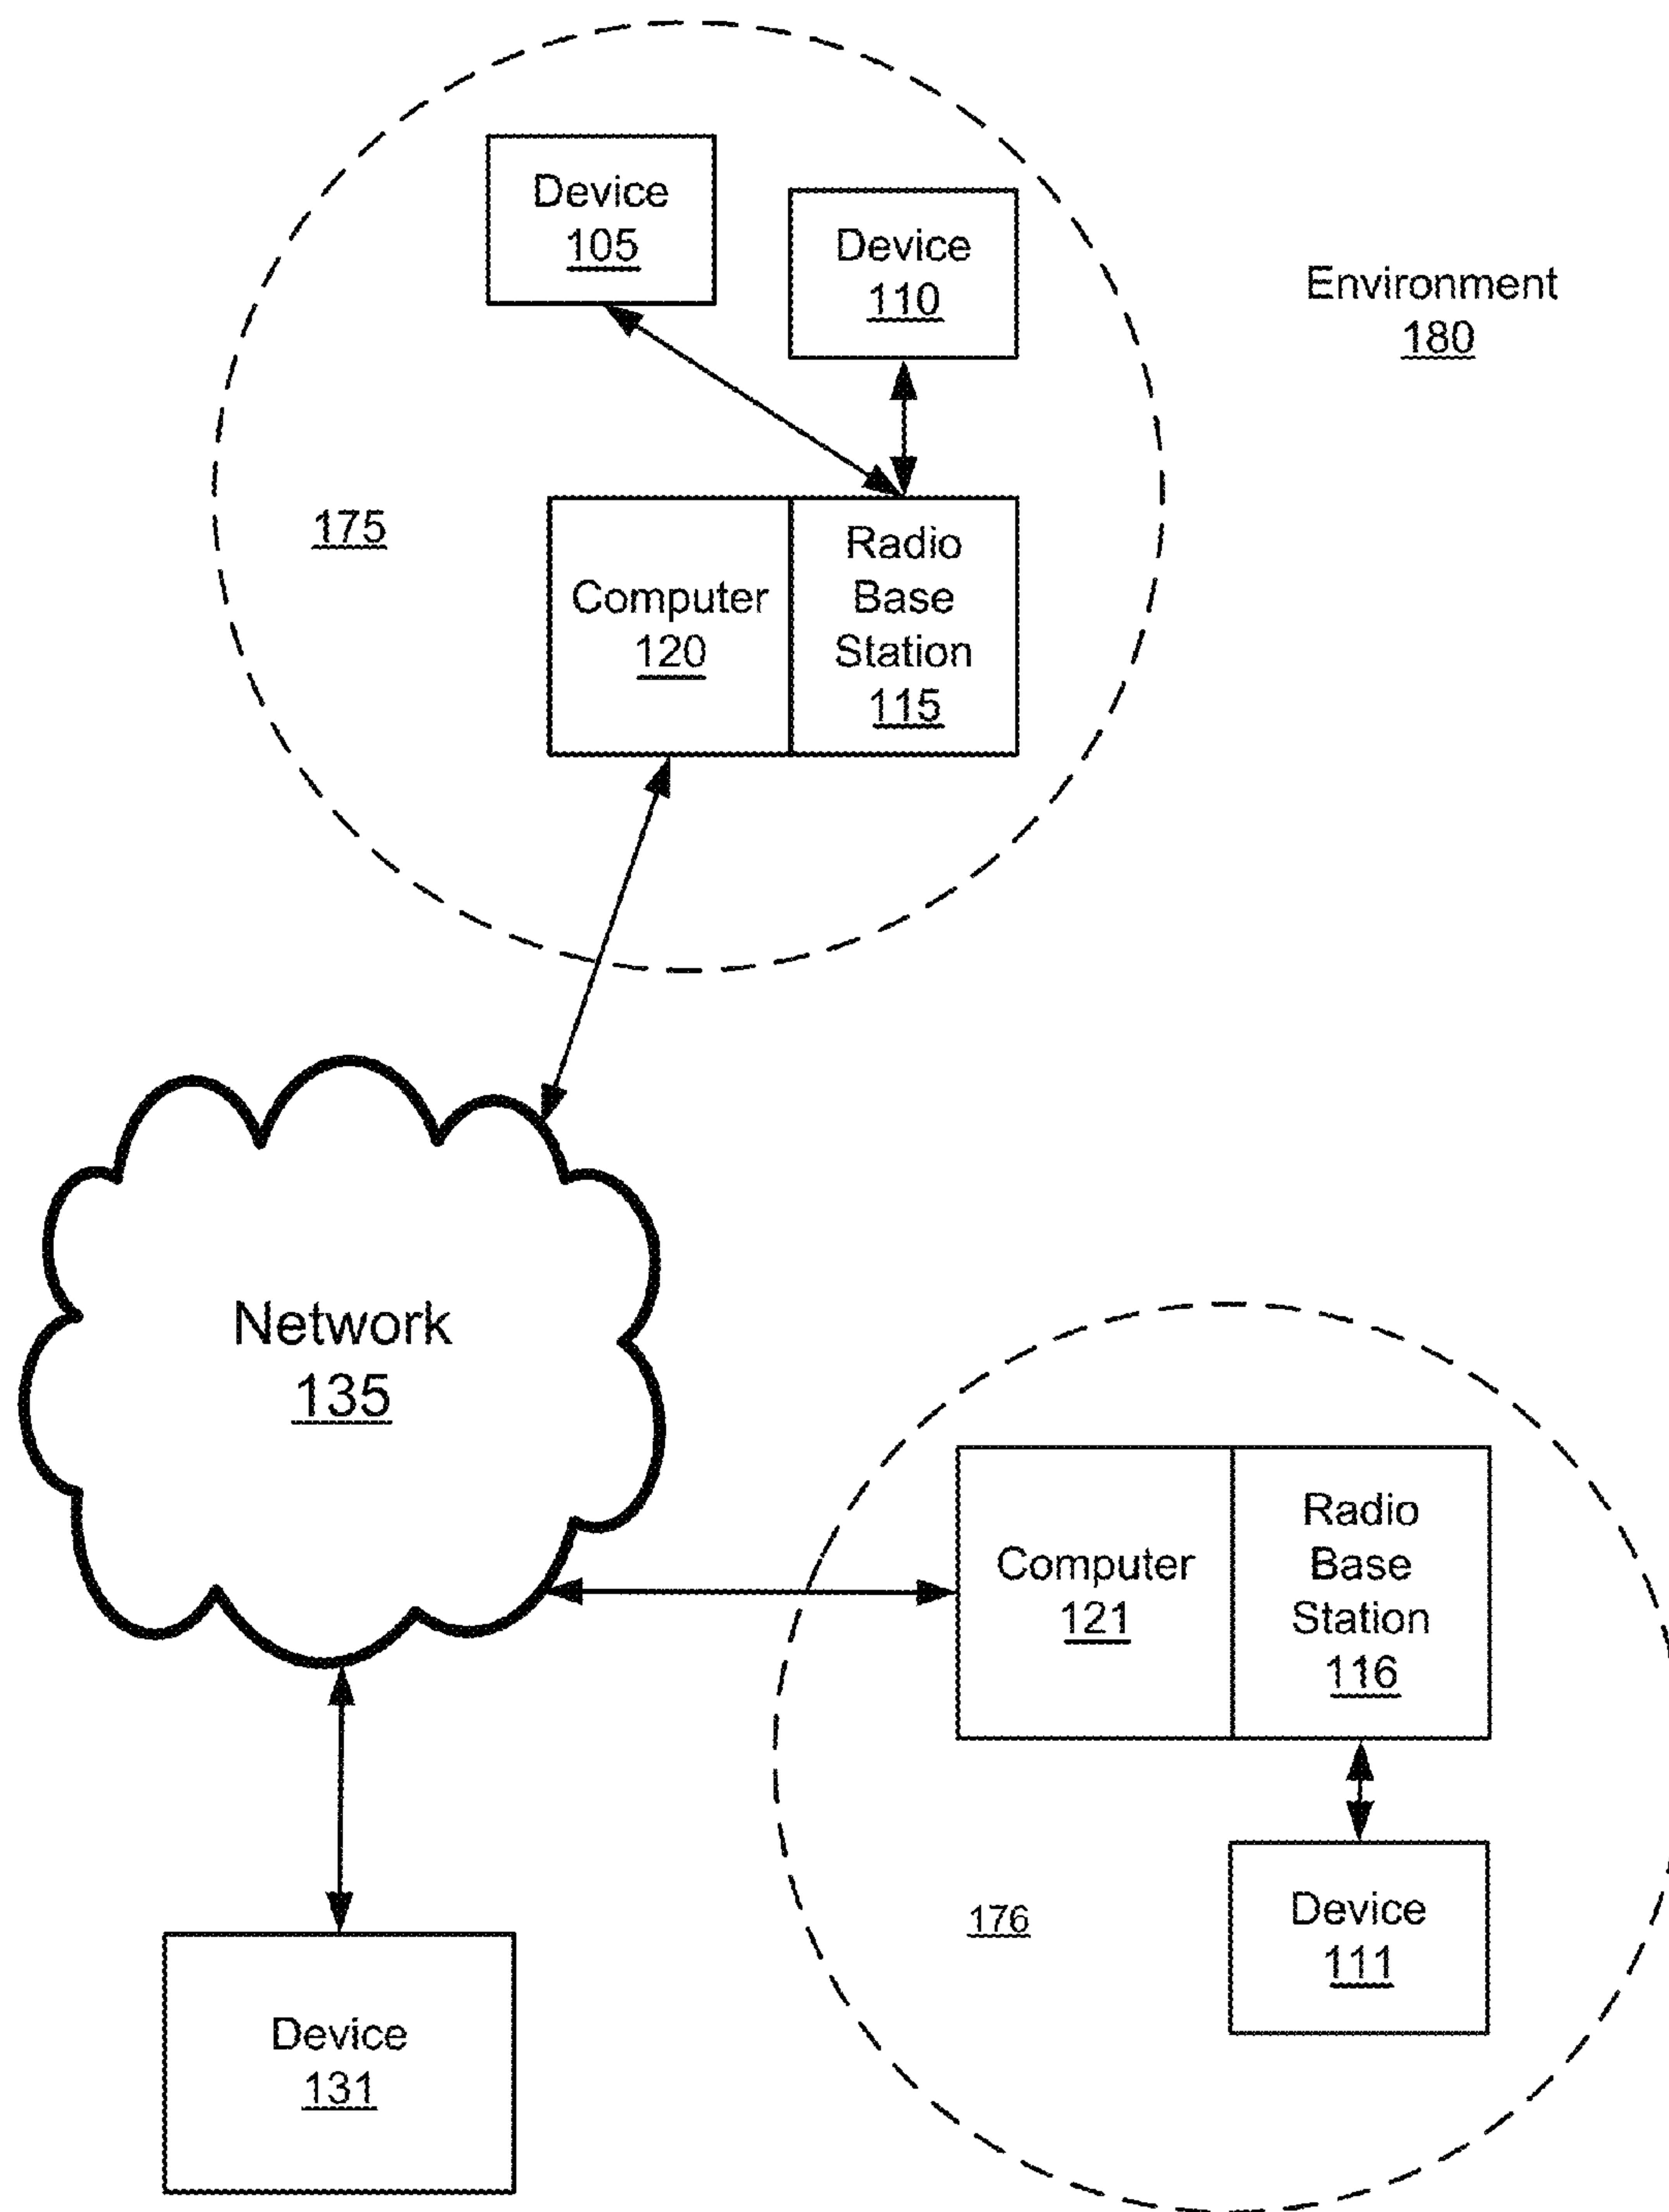 Device
105
Device
110
Environment
180
175
Computer
120
Radio
Base
Station
115
Network
135
Computer
121
Radio
Base
Station
116
176
Device
111
Device
131